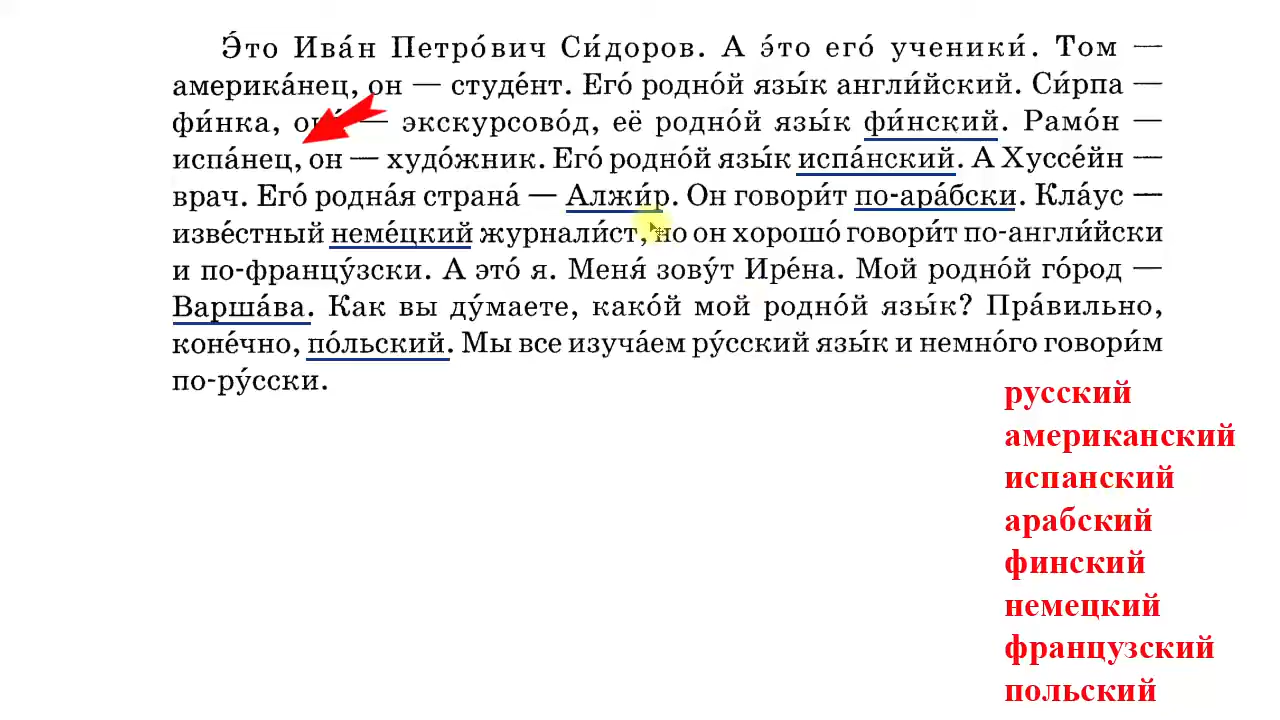 Э́то Ива́н Петро́вич Си́доров. А э́то его́ ученики́. Том —
америка́нец, он — студе́нт. Его́ родно́й язы́к англи́йский. Си́рпа —
фи́нка, — экскурсово́д, её родно́й язы́к фи́нский. Рамо́н —
испа́нец, он — худо́жник. Его́ родно́й язы́к испа́нский. А Хуссе́йн —
врач. Его́ родна́я страна́ — Алжи́р. Он говори́т по-ара́бски. Кла́ус —
изве́стный неме́цкий журнали́ст, но он хорошо́ говори́т по-англи́йски
и по-францу́зски. А э́то я. Меня́ зову́т Ире́на. Мой родно́й го́род —
Варша́ва. Как вы ду́маете, како́й мой родно́й язы́к? Пра́вильно,
коне́чно, по́льский. Мы все изуча́ем ру́сский язы́к и немно́го говори́м
по-ру́сски.
русский
американский
испанский
арабский
финский
немецкий
французский
польский